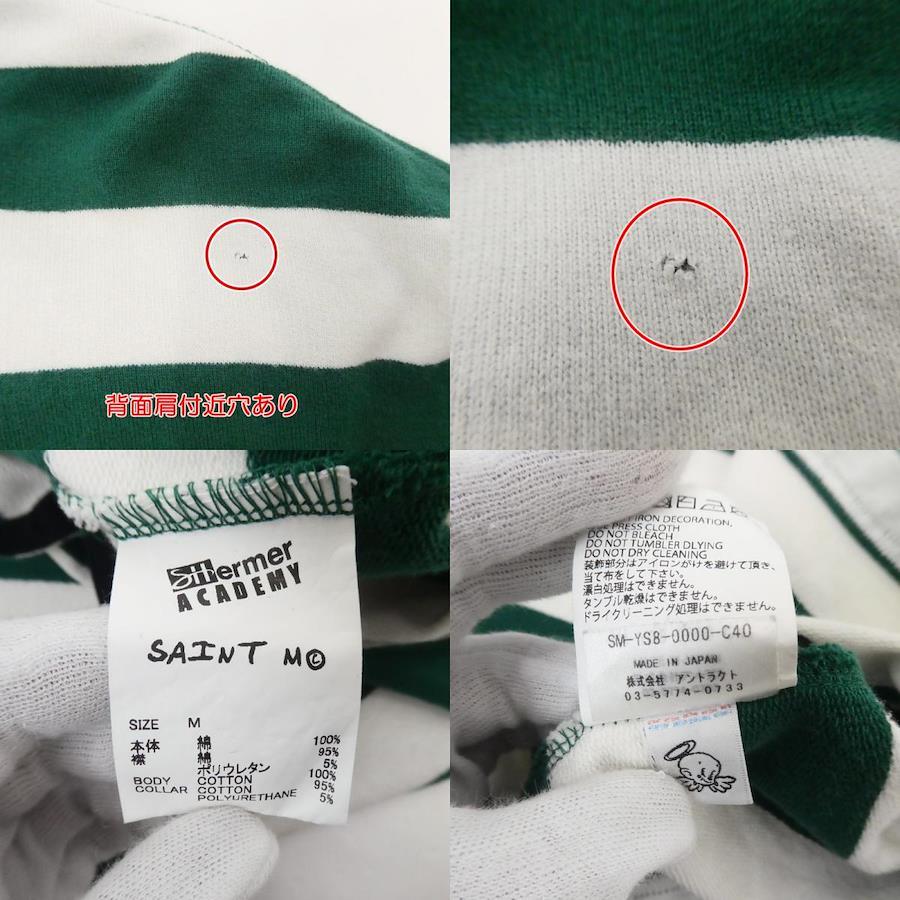 背面肩付近穴あり
SHermer
ACADEMY
SAINT M©
SIZE M
本体 綿 100%
襟 綿 95%
ポリウレタン 5%
BODY COTTON 100%
COLLAR COTTON 95%
POLYURETHANE 5%
IRON DECORATION,
USE PRESS CLOTH
DO NOT BLEACH
DO NOT TUMBLER DLYING
DO NOT DRY CLEANING
装飾部分はアイロンがけを避けて頂き、
当て布をして下さい。
漂白処理はできません。
タンブル乾燥はできません。
ドライクリーニング処理はできません。
SM-YS8-0000-C40
MADE IN JAPAN
株式会社 アントラクト
03-5774-0733